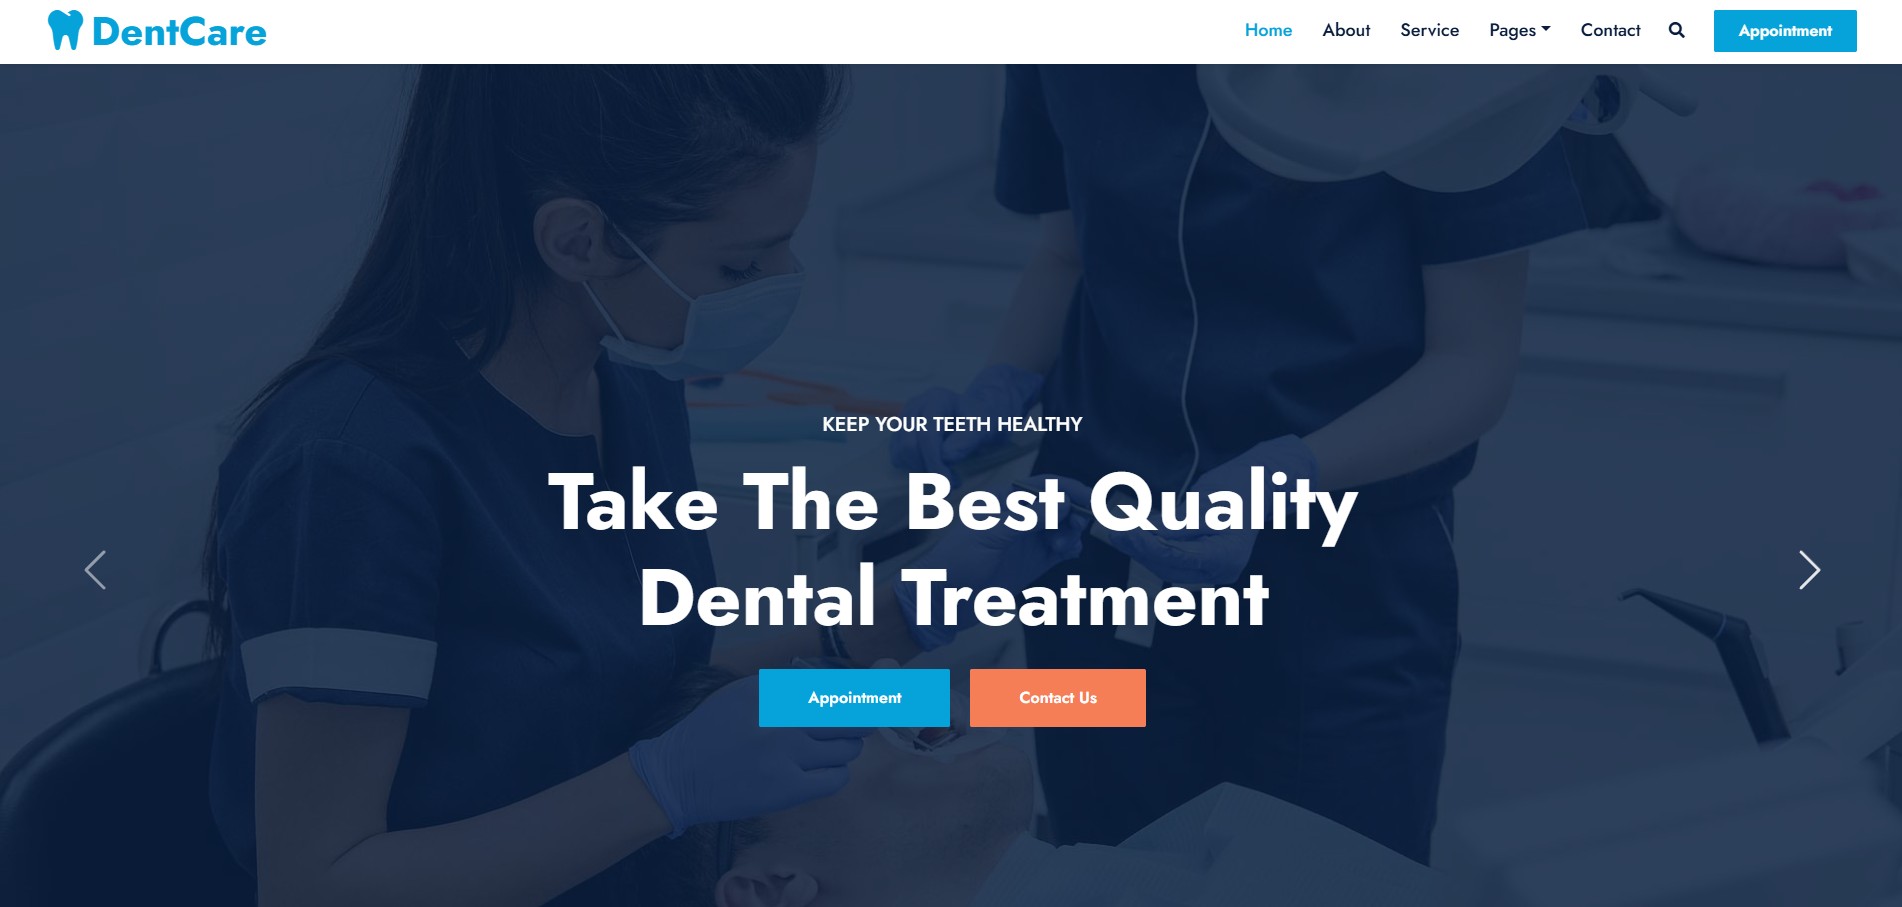 DentCare
Home
About
Service
Pages
Contact
Appointment
KEEP YOUR TEETH HEALTHY
Take The Best Quality
Dental Treatment
Appointment
Contact Us